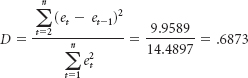 D = \frac{\sum_{t=2}^{n}(e_t - e_{t-1})^2}{\sum_{t=1}^{n} e_t^2} = \frac{9.9589}{14.4897} = .6873